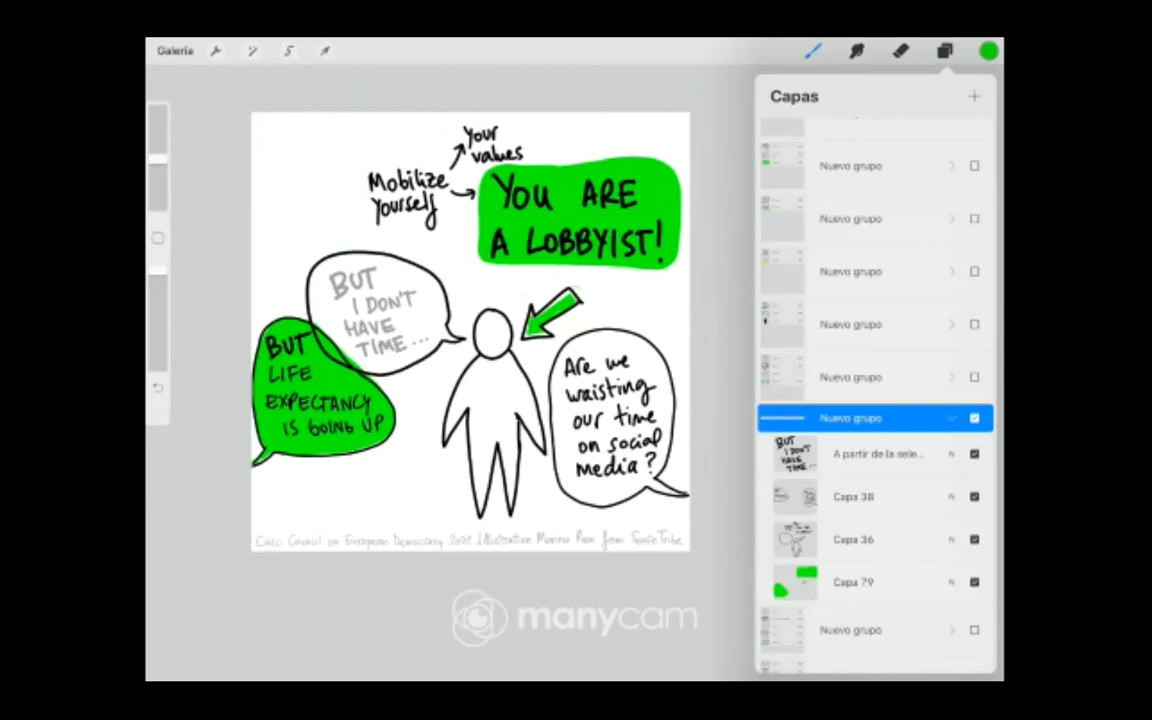 Galería
Capas
Nuevo grupo
Nuevo grupo
Nuevo grupo
Nuevo grupo
Nuevo grupo
Nuevo grupo
A partir de la sele...
N
Capa 38
N
Capa 36
N
Capa 79
N
Nuevo grupo
Your
values
Mobilize
Yourself
YOU ARE
A LOBBYIST!
BUT
I DON'T
HAVE
TIME...
BUT
LIFE
EXPECTANCY
IS GOING UP
Are we
waisting
our time
on social
media?
Civic Council on European Democracy 2021 Illustration Marina from SenseTribe
manycam